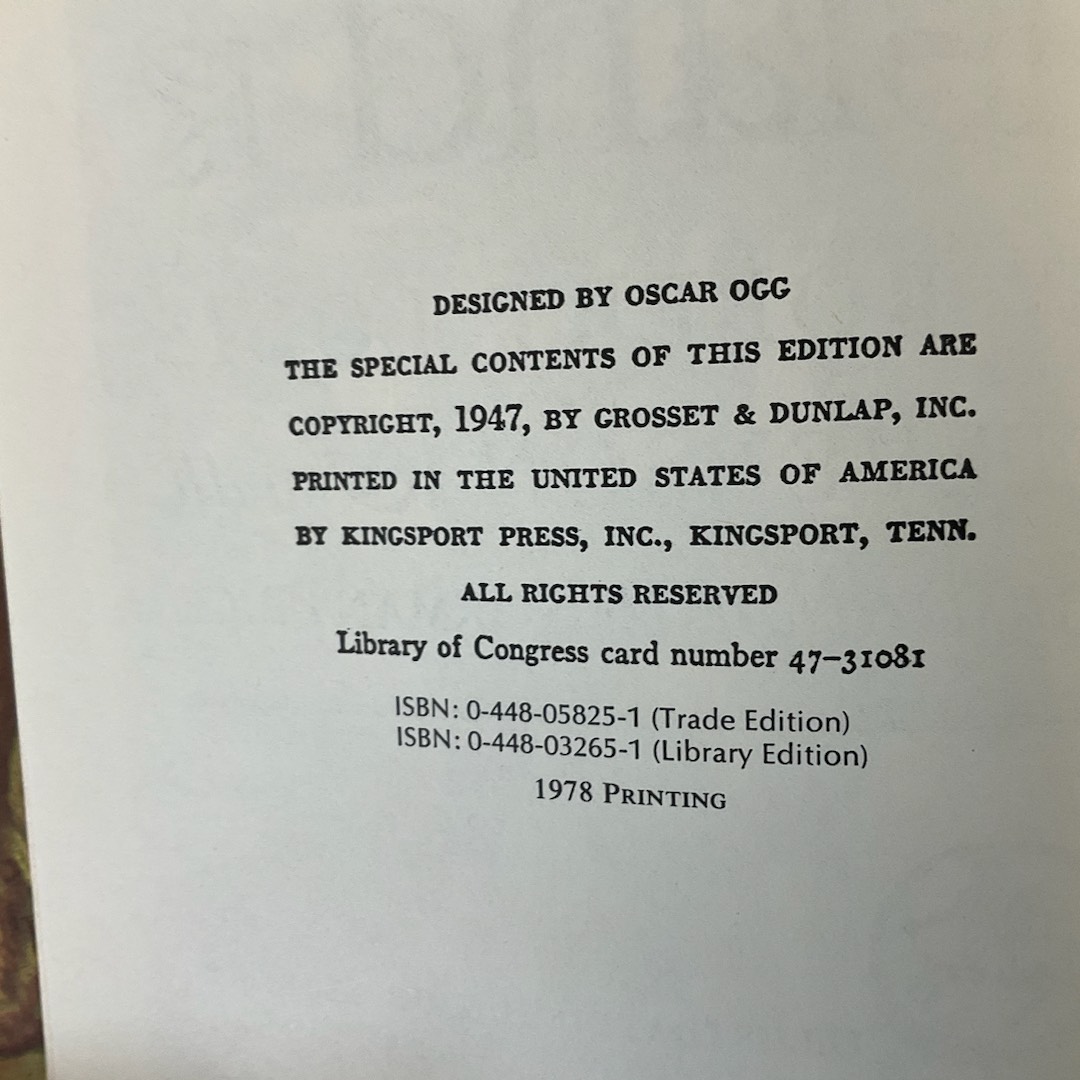 DESIGNED BY OSCAR OGG
THE SPECIAL CONTENTS OF THIS EDITION ARE
COPYRIGHT, 1947, BY GROSSET & DUNLAP, INC.
PRINTED IN THE UNITED STATES OF AMERICA
BY KINGSPORT PRESS, INC., KINGSPORT, TENN.
ALL RIGHTS RESERVED
Library of Congress card number 47-31081
ISBN: 0-448-05825-1 (Trade Edition)
ISBN: 0-448-03265-1 (Library Edition)
1978 PRINTING